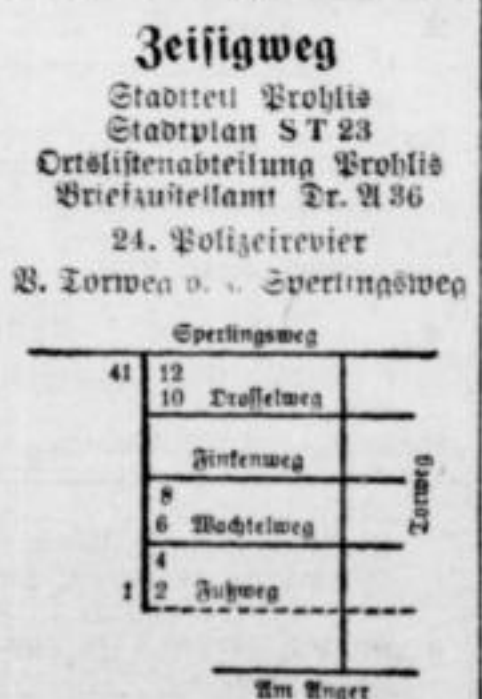 Zeisigweg
Stadtteil Prohlis
Stadtplan S T 23
Ortslistenabteilung Prohlis
Briefzustellamt Dr. A 36
24. Polizeirevier
V. Torweg b. z. Sperlingsweg
Sperlingsweg
41 12
10 Drosselweg
Finkenweg
8
6 Wachtelweg
4
1 2 Fußweg
Torweg
Am Anger